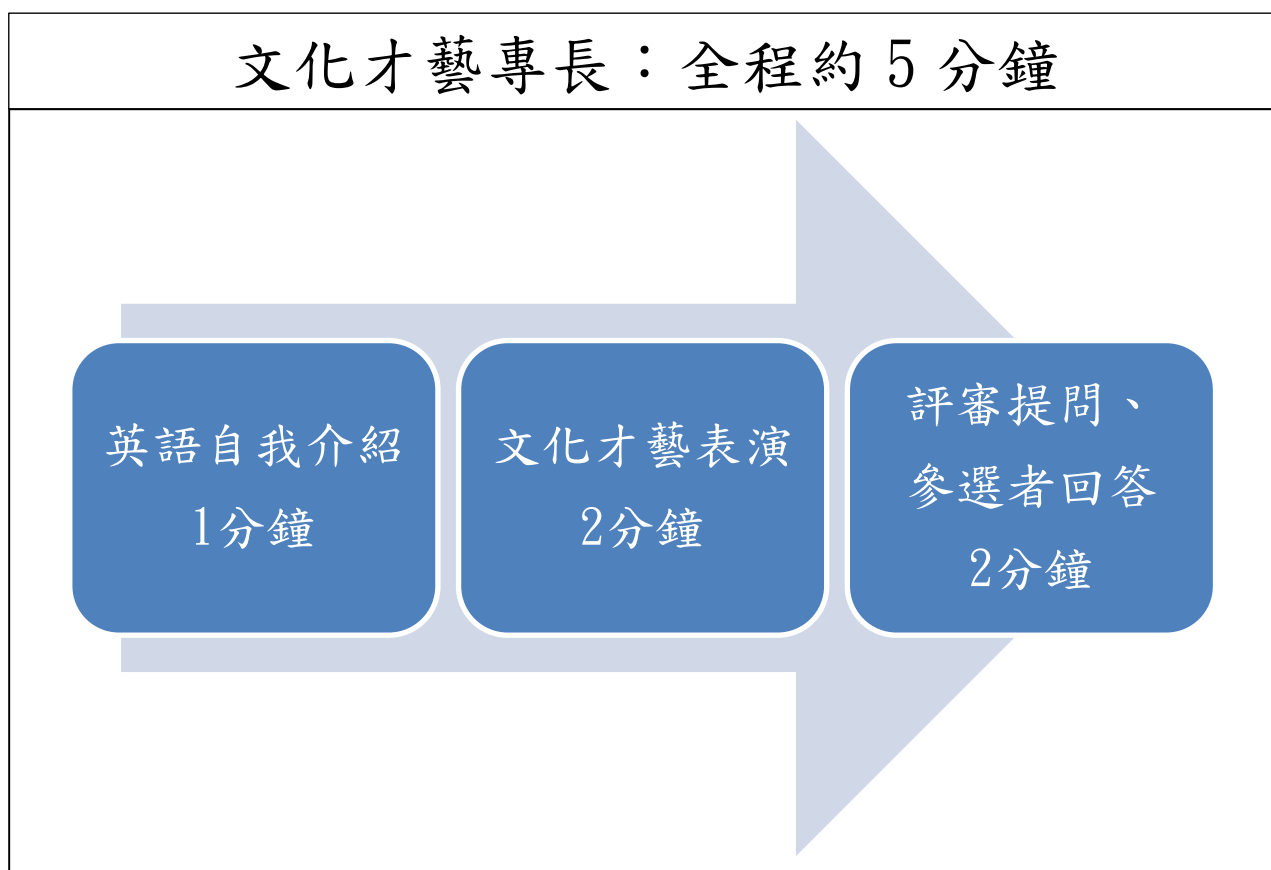 文化才藝專長：全程約 5 分鐘
英語自我介紹
1分鐘
文化才藝表演
2分鐘
評審提問、
參選者回答
2分鐘